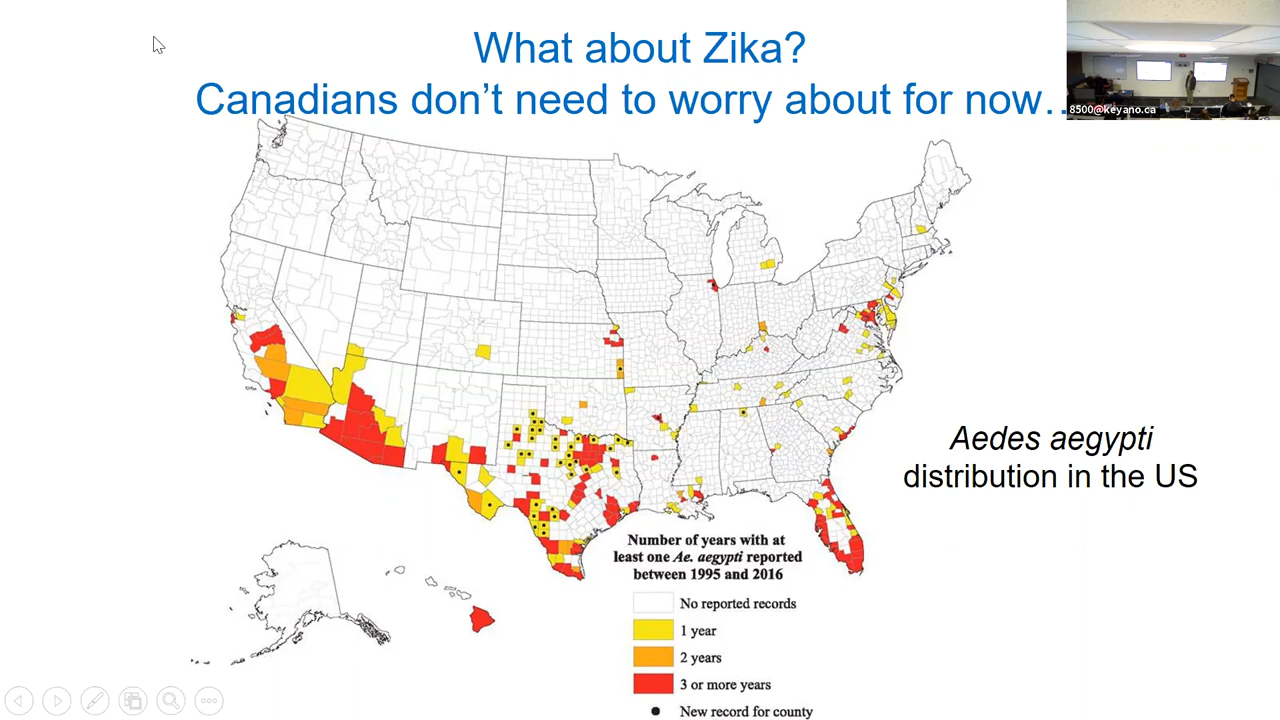 What about Zika?
Canadians don’t need to worry about for now…
8500@keyano.ca
Aedes aegypti
distribution in the US
Number of years with at
least one Ae. aegypti reported
between 1995 and 2016
No reported records
1 year
2 years
3 or more years
New record for county